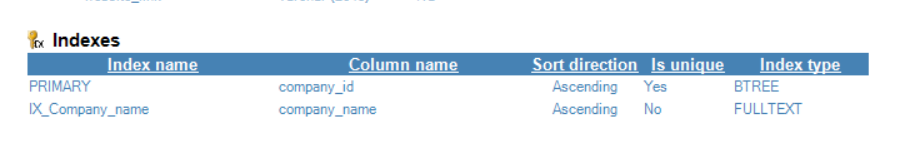 Indexes
Index name Column name Sort direction Is unique Index type
PRIMARY company_id Ascending Yes BTREE
IX_Company_name company_name Ascending No FULLTEXT